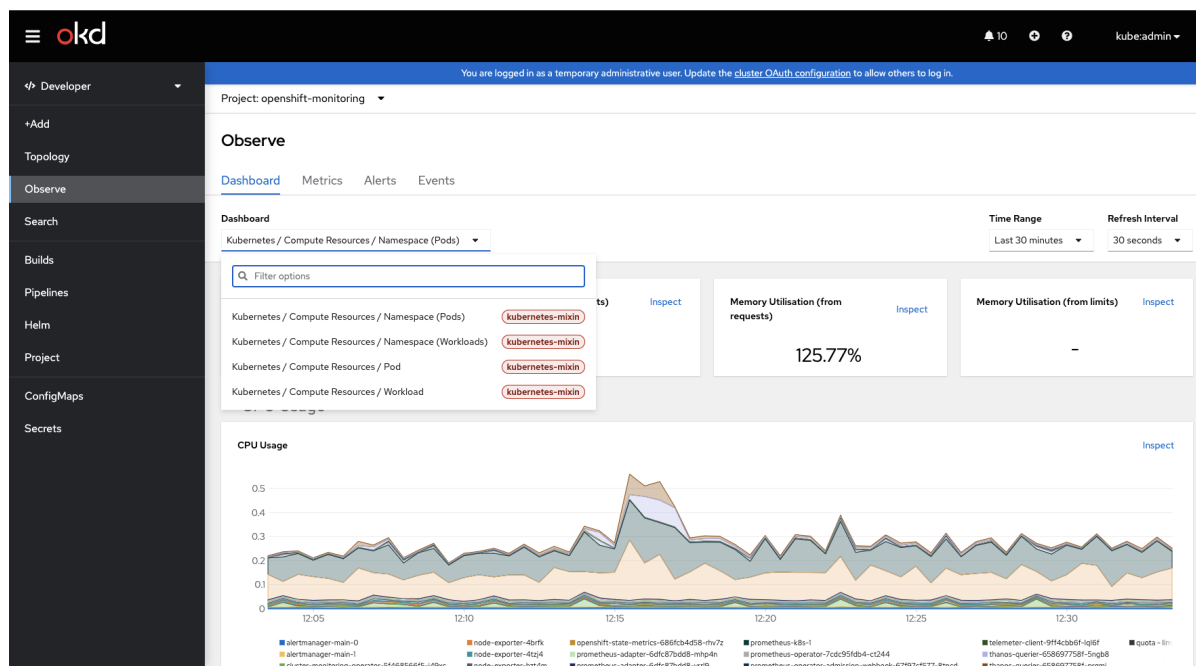 okd
10
kube:admin
You are logged in as a temporary administrative user. Update the cluster OAuth configuration to allow others to log in.
Developer
+Add
Topology
Observe
Search
Builds
Pipelines
Helm
Project
ConfigMaps
Secrets
Project: openshift-monitoring
Observe
Dashboard Metrics Alerts Events
Dashboard
Kubernetes / Compute Resources / Namespace (Pods)
Time Range
Last 30 minutes
Refresh Interval
30 seconds
Filter options
Kubernetes / Compute Resources / Namespace (Pods) kubernetes-mixin
Kubernetes / Compute Resources / Namespace (Workloads) kubernetes-mixin
Kubernetes / Compute Resources / Pod kubernetes-mixin
Kubernetes / Compute Resources / Workload kubernetes-mixin
Inspect
Memory Utilisation (from
requests)
Inspect
125.77%
Memory Utilisation (from limits)
Inspect
-
CPU Usage
Inspect
0.5
0.4
0.3
0.2
0.1
0
12:05 12:10 12:15 12:20 12:25 12:30
alertmanager-main-0 node-exporter-4brfk openshift-state-metrics-686fcb4d58-rhv7z prometheus-k8s-1 telemeter-client-9ff4cbb6f-lql6f
alertmanager-main-1 node-exporter-4tzj4 prometheus-adapter-6dfc87bdd8-mhp4n prometheus-operator-7cdc95fdb4-ct244 thanos-querier-658697758f-5ngb8